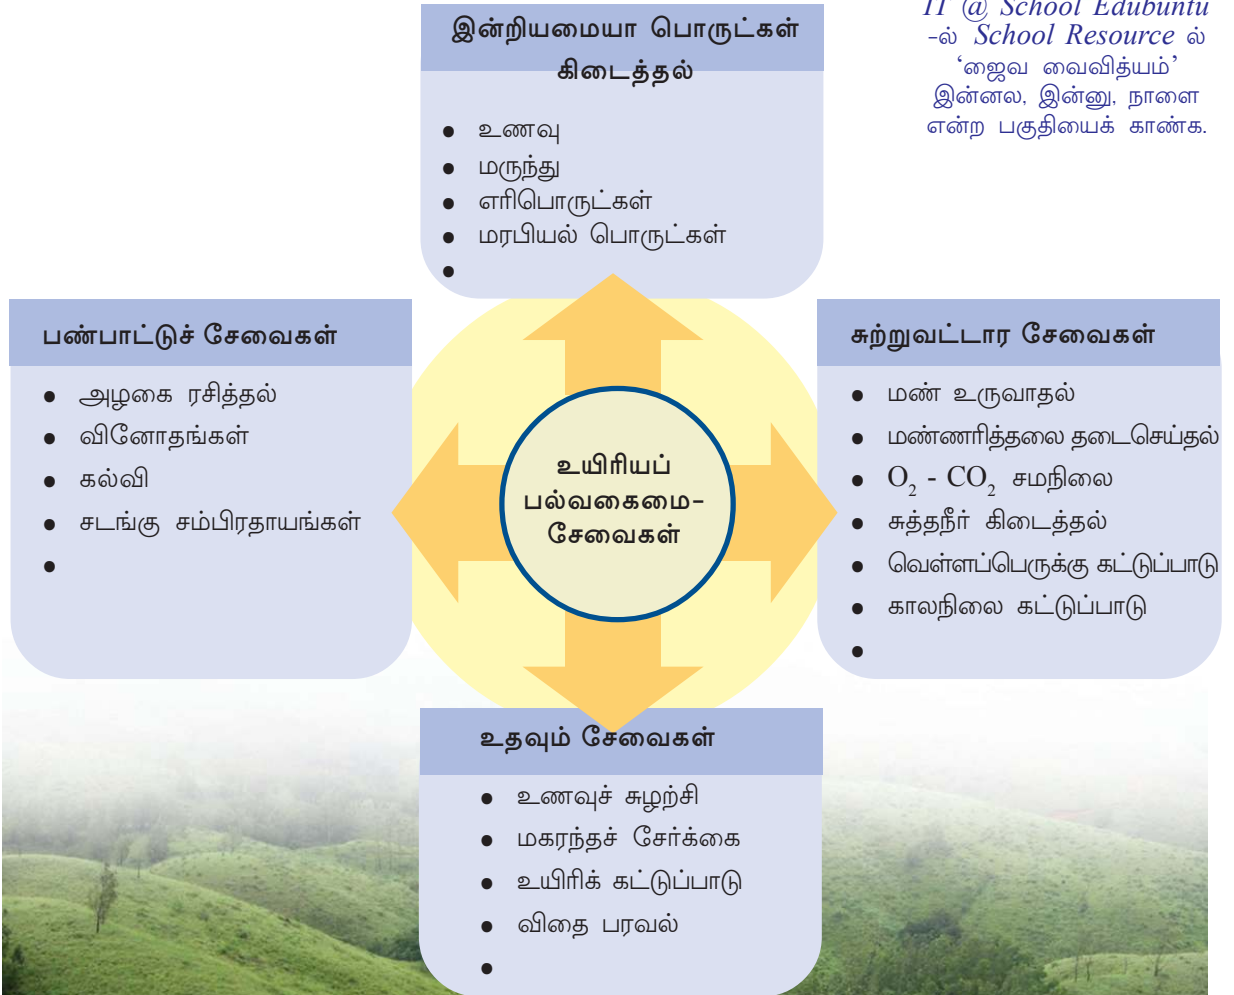 இன்றியமையா பொருட்கள்
கிடைத்தல்
• உணவு
• மருந்து
• எரிபொருட்கள்
• மரபியல் பொருட்கள்
•
IT @ School Edubuntu
-ல் School Resource ல்
‘ஜைவ வைவித்யம்’
இன்னல, இன்னு, நாளை
என்ற பகுதியைக் காண்க.
பண்பாட்டுச் சேவைகள்
• அழகை ரசித்தல்
• வினோதங்கள்
• கல்வி
• சடங்கு சம்பிரதாயங்கள்
•
உயிரியப்
பல்வகைமை-
சேவைகள்
சுற்றுவட்டார சேவைகள்
• மண் உருவாதல்
• மண்ணரித்தலை தடைசெய்தல்
• O₂ - CO₂ சமநிலை
• சுத்தநீர் கிடைத்தல்
• வெள்ளப்பெருக்கு கட்டுப்பாடு
• காலநிலை கட்டுப்பாடு
•
உதவும் சேவைகள்
• உணவுச் சுழற்சி
• மகரந்தச் சேர்க்கை
• உயிரிக் கட்டுப்பாடு
• விதை பரவல்
•